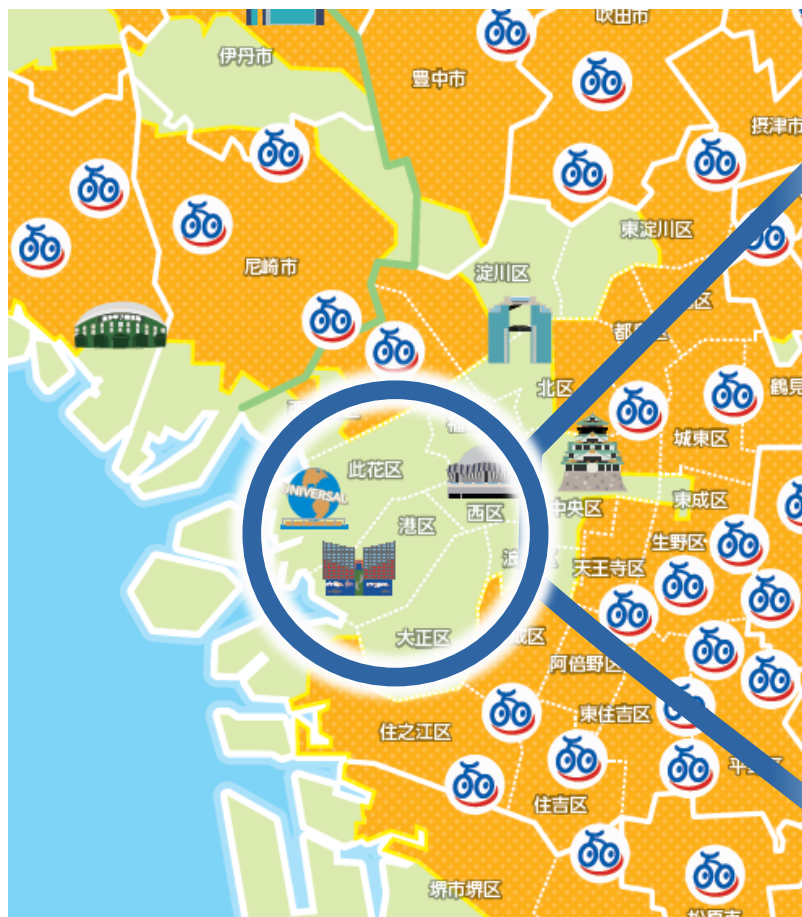 吹田市
伊丹市
豊中市
摂津市
東淀川区
淀川区
尼崎市
北区
鶴見
城東区
此花区
UNIVERSAL
東成区
西区
中央区
港区
生野区
天王寺区
大正区
阿倍野区
東住吉区
住之江区
住吉区
堺市堺区
松原市